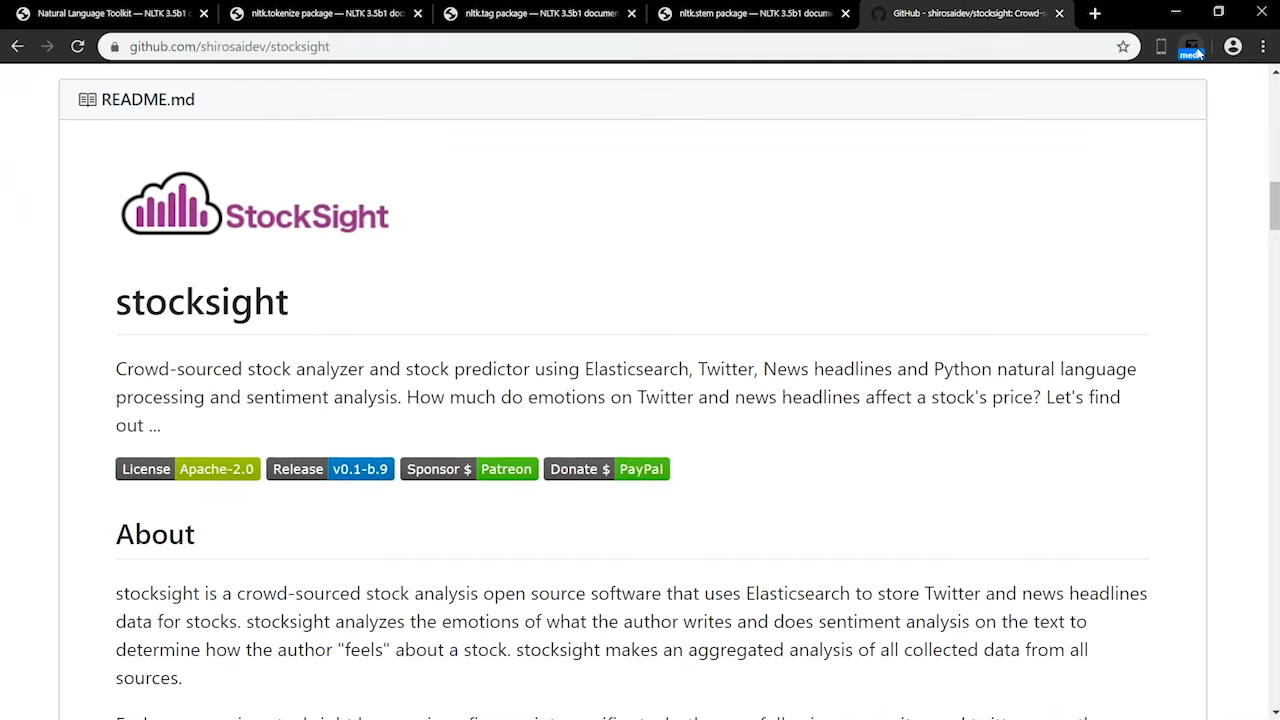 Natural Language Toolkit — NLTK 3.5b1
nltk.tokenize package — NLTK 3.5b1 doc
nltk.tag package — NLTK 3.5b1 documen
nltk.stem package — NLTK 3.5b1 docum
GitHub - shirosaidev/stocksight: Crowd-s
github.com/shirosaidev/stocksight
README.md
StockSight
stocksight
Crowd-sourced stock analyzer and stock predictor using Elasticsearch, Twitter, News headlines and Python natural language
processing and sentiment analysis. How much do emotions on Twitter and news headlines affect a stock's price? Let's find
out ...
License Apache-2.0 Release v0.1-b.9 Sponsor $ Patreon Donate $ PayPal
About
stocksight is a crowd-sourced stock analysis open source software that uses Elasticsearch to store Twitter and news headlines
data for stocks. stocksight analyzes the emotions of what the author writes and does sentiment analysis on the text to
determine how the author "feels" about a stock. stocksight makes an aggregated analysis of all collected data from all
sources.